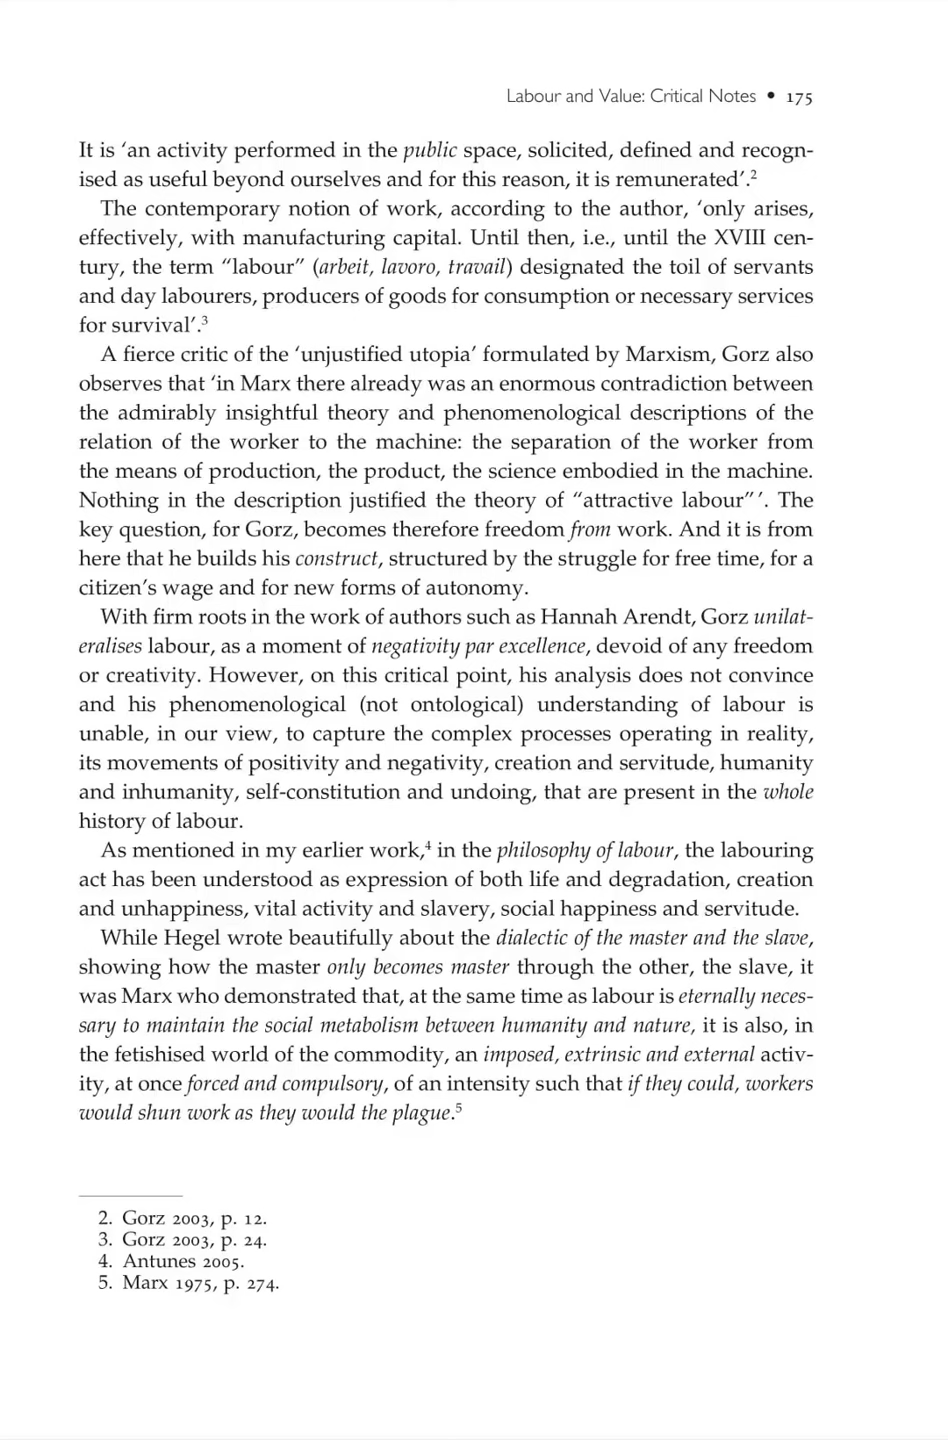 Labour and Value: Critical Notes • 175
It is ‘an activity performed in the public space, solicited, defined and recogn-
ised as useful beyond ourselves and for this reason, it is remunerated’.²
The contemporary notion of work, according to the author, ‘only arises,
effectively, with manufacturing capital. Until then, i.e., until the XVIII cen-
tury, the term “labour” (arbeit, lavoro, travail) designated the toil of servants
and day labourers, producers of goods for consumption or necessary services
for survival’.³
A fierce critic of the ‘unjustified utopia’ formulated by Marxism, Gorz also
observes that ‘in Marx there already was an enormous contradiction between
the admirably insightful theory and phenomenological descriptions of the
relation of the worker to the machine: the separation of the worker from
the means of production, the product, the science embodied in the machine.
Nothing in the description justified the theory of “attractive labour”’. The
key question, for Gorz, becomes therefore freedom from work. And it is from
here that he builds his construct, structured by the struggle for free time, for a
citizen’s wage and for new forms of autonomy.
With firm roots in the work of authors such as Hannah Arendt, Gorz unilat-
eralises labour, as a moment of negativity par excellence, devoid of any freedom
or creativity. However, on this critical point, his analysis does not convince
and his phenomenological (not ontological) understanding of labour is
unable, in our view, to capture the complex processes operating in reality,
its movements of positivity and negativity, creation and servitude, humanity
and inhumanity, self-constitution and undoing, that are present in the whole
history of labour.
As mentioned in my earlier work,⁴ in the philosophy of labour, the labouring
act has been understood as expression of both life and degradation, creation
and unhappiness, vital activity and slavery, social happiness and servitude.
While Hegel wrote beautifully about the dialectic of the master and the slave,
showing how the master only becomes master through the other, the slave, it
was Marx who demonstrated that, at the same time as labour is eternally neces-
sary to maintain the social metabolism between humanity and nature, it is also, in
the fetishised world of the commodity, an imposed, extrinsic and external activ-
ity, at once forced and compulsory, of an intensity such that if they could, workers
would shun work as they would the plague.⁵
2. Gorz 2003, p. 12.
3. Gorz 2003, p. 24.
4. Antunes 2005.
5. Marx 1975, p. 274.